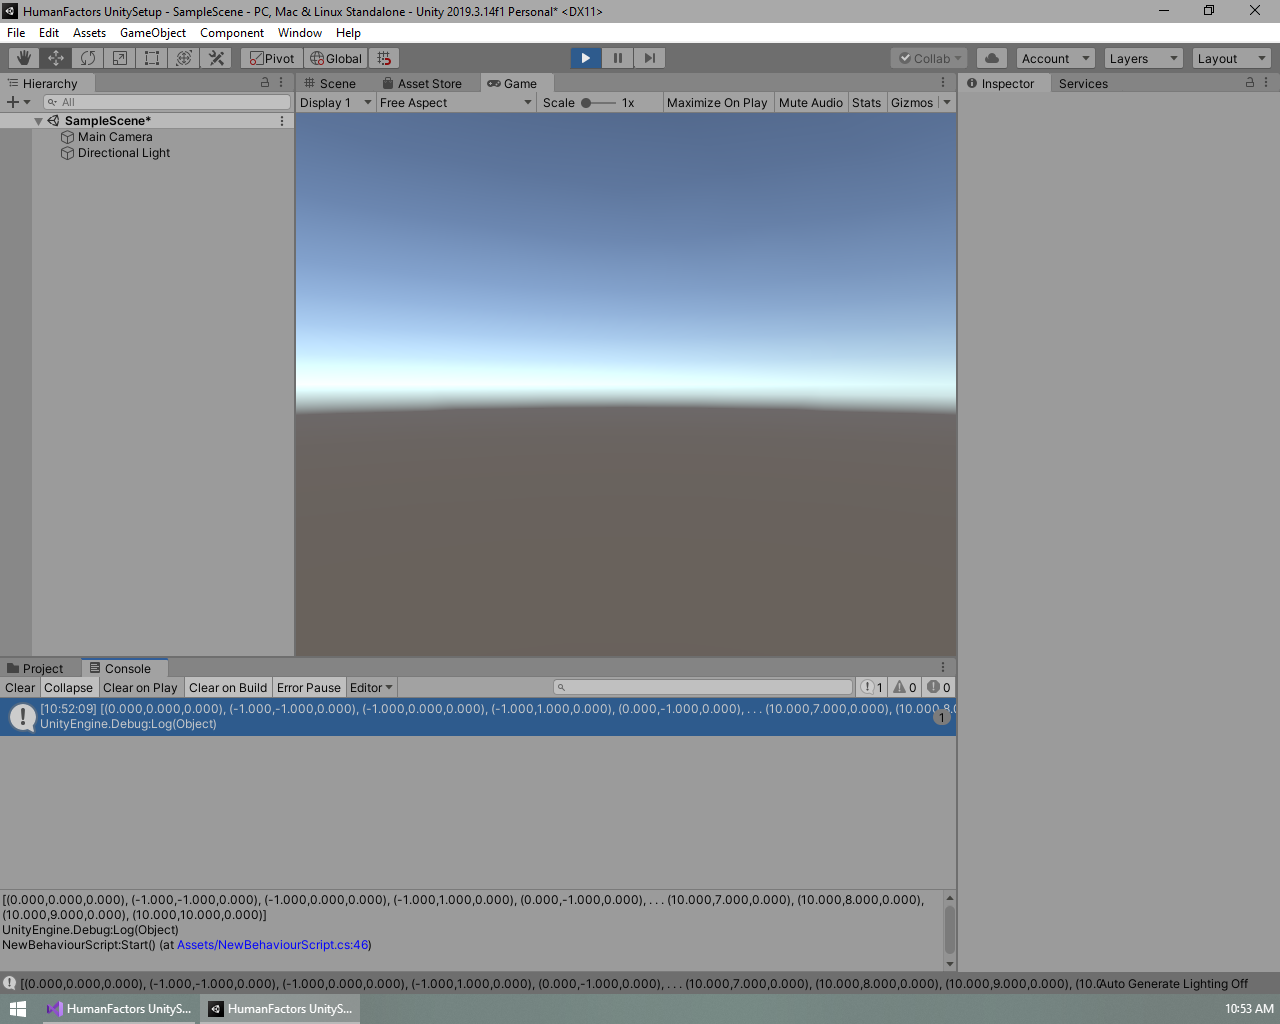 HumanFactors UnitySetup - SampleScene - PC, Mac & Linux Standalone - Unity 2019.3.14f1 Personal* <DX11>
File Edit Assets GameObject Component Window Help
Pivot Global Collab Account Layers Layout
Hierarchy Scene Asset Store Game Inspector Services
All Display 1 Free Aspect Scale 1x Maximize On Play Mute Audio Stats Gizmos
SampleScene*
Main Camera
Directional Light
Project Console
Clear Collapse Clear on Play Clear on Build Error Pause Editor 1 0 0
[10:52:09] [(0.000,0.000,0.000), (-1.000,-1.000,0.000), (-1.000,0.000,0.000), (-1.000,1.000,0.000), (0.000,-1.000,0.000), . . . (10.000,7.000,0.000), (10.000,8.0
UnityEngine.Debug:Log(Object) 1
[(0.000,0.000,0.000), (-1.000,-1.000,0.000), (-1.000,0.000,0.000), (-1.000,1.000,0.000), (0.000,-1.000,0.000), . . . (10.000,7.000,0.000), (10.000,8.000,0.000),
(10.000,9.000,0.000), (10.000,10.000,0.000)]
UnityEngine.Debug:Log(Object)
NewBehaviourScript:Start() (at Assets/NewBehaviourScript.cs:46)
[(0.000,0.000,0.000), (-1.000,-1.000,0.000), (-1.000,0.000,0.000), (-1.000,1.000,0.000), (0.000,-1.000,0.000), . . . (10.000,7.000,0.000), (10.000,8.000,0.000), (10.000,9.000,0.000), (10.0 Auto Generate Lighting Off
HumanFactors UnityS... HumanFactors UnityS... 10:53 AM